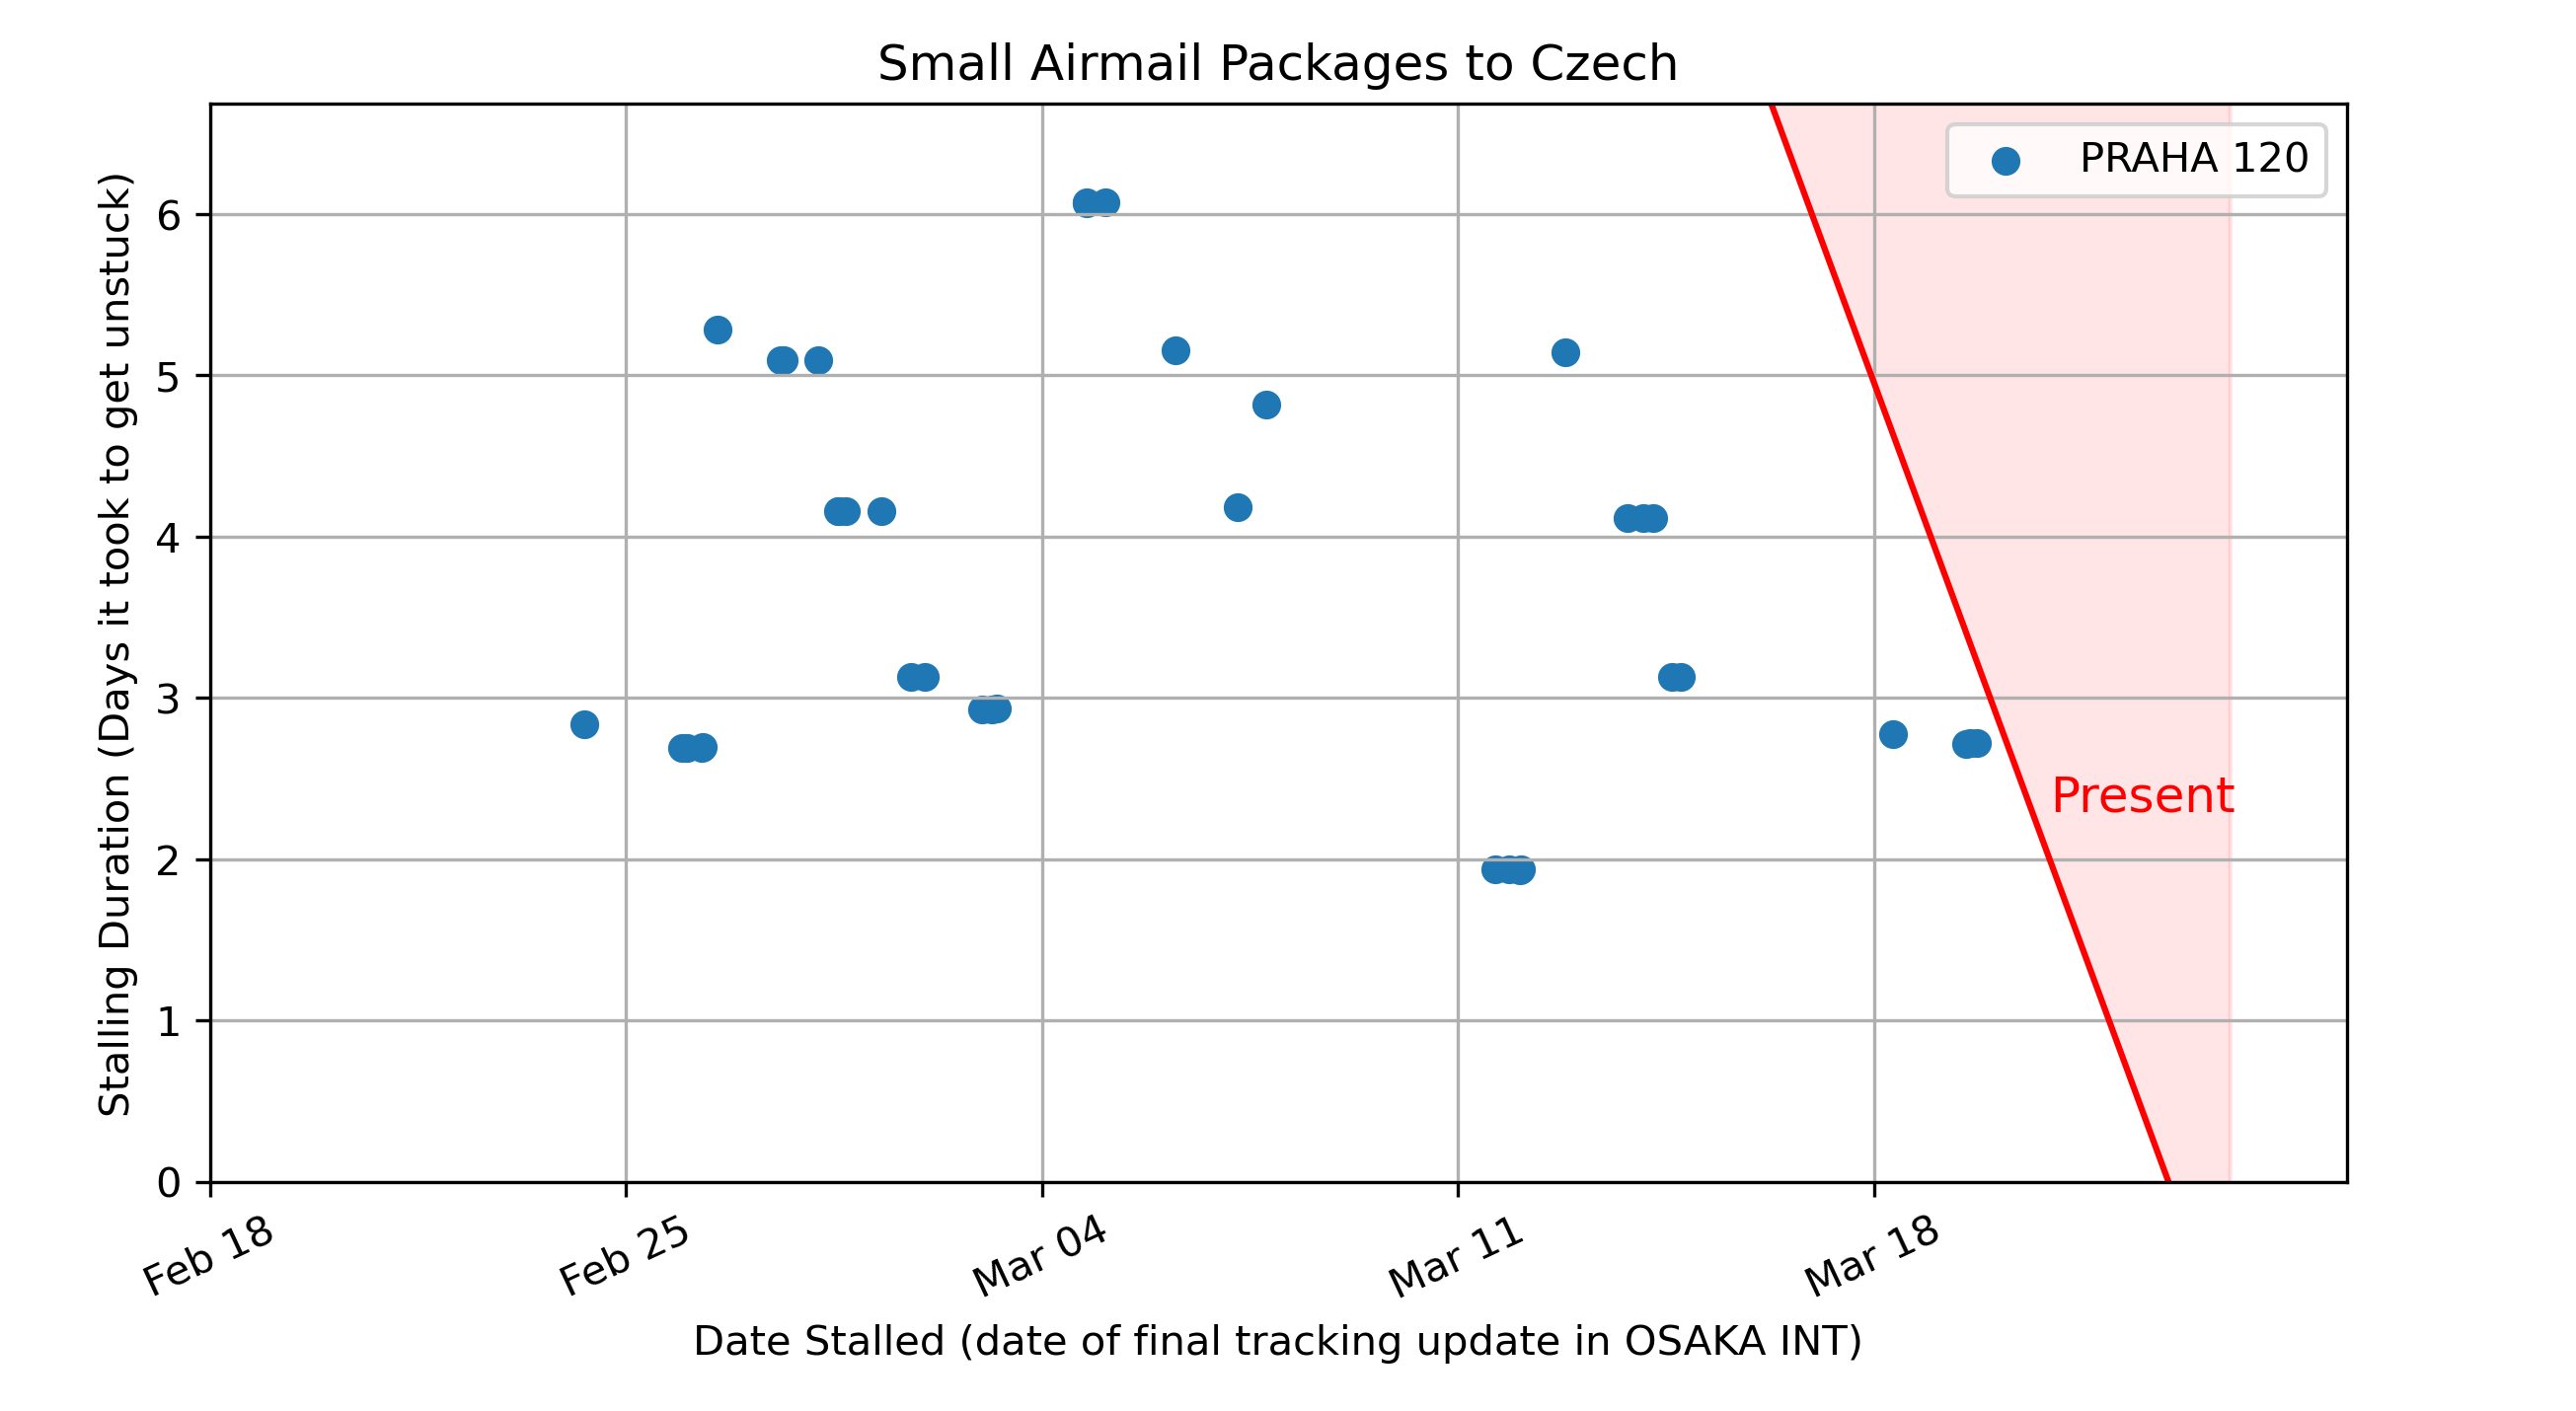 Small Airmail Packages to Czech
PRAHA 120
Stalling Duration (Days it took to get unstuck)
6
5
4
3
2
1
0
Present
Feb 18
Feb 25
Mar 04
Mar 11
Mar 18
Date Stalled (date of final tracking update in OSAKA INT)